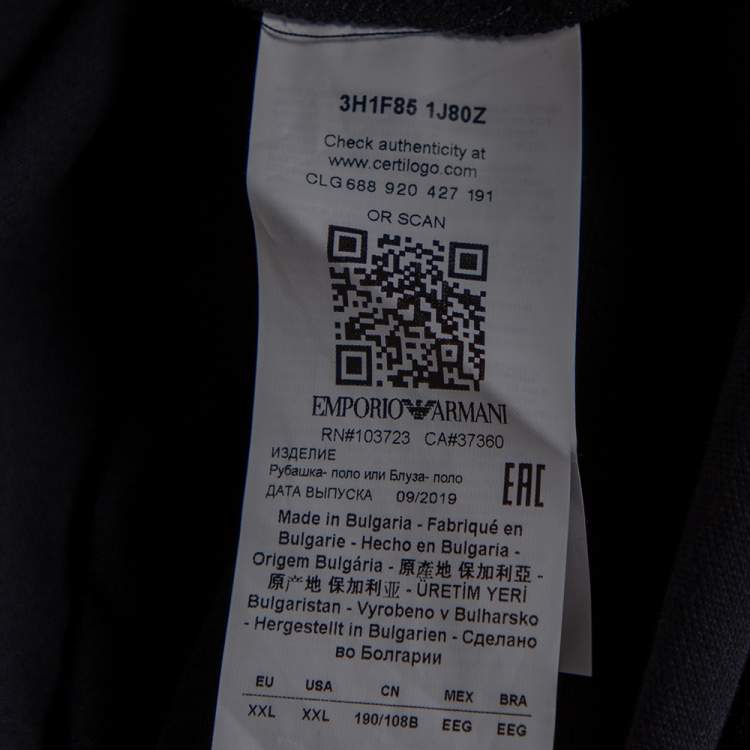 3H1F85 1J80Z
Check authenticity at
www.certilogo.com
CLG 688 920 427 191
OR SCAN
EMPORIO ARMANI
RN#103723 CA#37360
ИЗДЕЛИЕ
Рубашка- поло или Блуза- поло
ДАТА ВЫПУСКА 09/2019
EAC
Made in Bulgaria - Fabriqué en
Bulgarie - Hecho en Bulgaria -
Origem Bulgária - 原產地 保加利亞 -
原产地 保加利亚 - ÜRETİM YERİ
Bulgaristan - Vyrobeno v Bulharsko
- Hergestellt in Bulgarien - Сделано
во Болгарии
EU USA CN MEX BRA
XXL XXL 190/108B EEG EEG